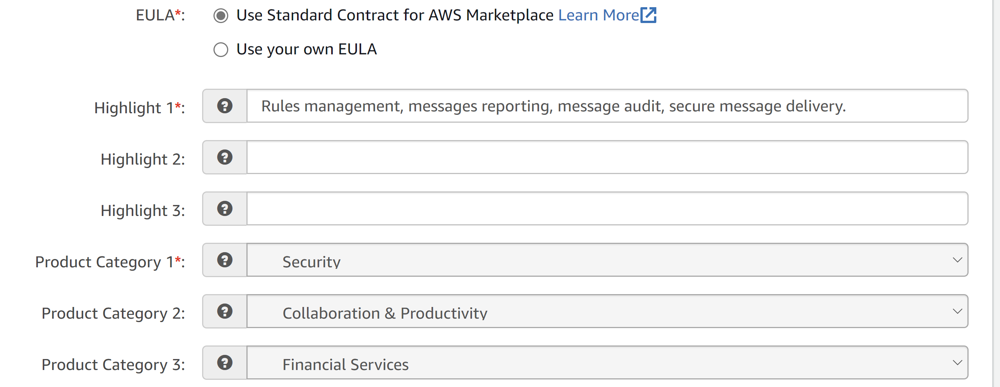 EULA*: Use Standard Contract for AWS Marketplace Learn More
Use your own EULA
Highlight 1*: Rules management, messages reporting, message audit, secure message delivery.
Highlight 2:
Highlight 3:
Product Category 1*: Security
Product Category 2: Collaboration & Productivity
Product Category 3: Financial Services